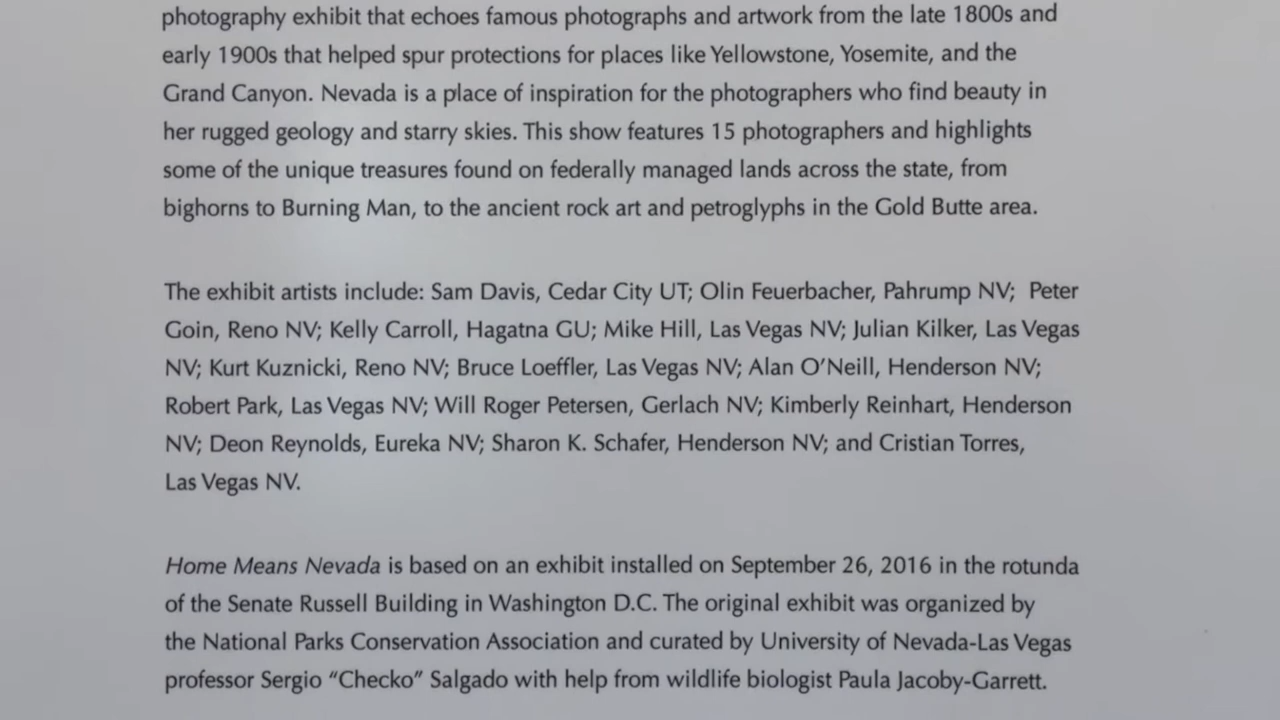 photography exhibit that echoes famous photographs and artwork from the late 1800s and
early 1900s that helped spur protections for places like Yellowstone, Yosemite, and the
Grand Canyon. Nevada is a place of inspiration for the photographers who find beauty in
her rugged geology and starry skies. This show features 15 photographers and highlights
some of the unique treasures found on federally managed lands across the state, from
bighorns to Burning Man, to the ancient rock art and petroglyphs in the Gold Butte area.
The exhibit artists include: Sam Davis, Cedar City UT; Olin Feuerbacher, Pahrump NV; Peter
Goin, Reno NV; Kelly Carroll, Hagatna GU; Mike Hill, Las Vegas NV; Julian Kilker, Las Vegas
NV; Kurt Kuznicki, Reno NV; Bruce Loeffler, Las Vegas NV; Alan O’Neill, Henderson NV;
Robert Park, Las Vegas NV; Will Roger Petersen, Gerlach NV; Kimberly Reinhart, Henderson
NV; Deon Reynolds, Eureka NV; Sharon K. Schafer, Henderson NV; and Cristian Torres,
Las Vegas NV.
Home Means Nevada is based on an exhibit installed on September 26, 2016 in the rotunda
of the Senate Russell Building in Washington D.C. The original exhibit was organized by
the National Parks Conservation Association and curated by University of Nevada-Las Vegas
professor Sergio “Checko” Salgado with help from wildlife biologist Paula Jacoby-Garrett.